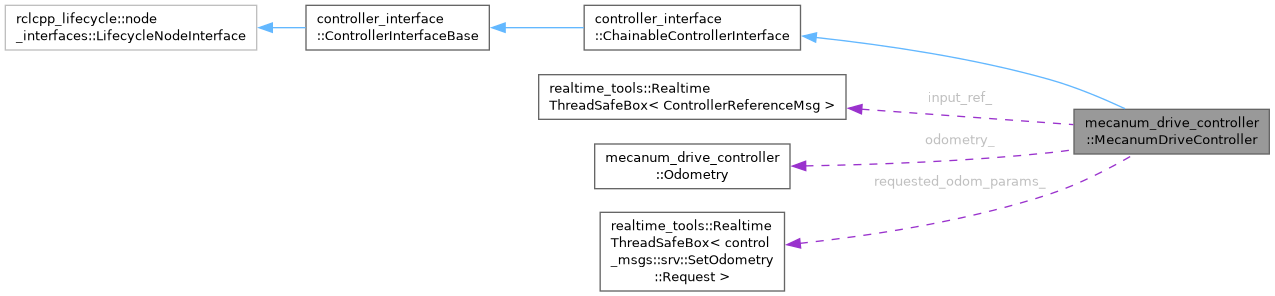 rclcpp_lifecycle::node
_interfaces::LifecycleNodeInterface
controller_interface
::ControllerInterfaceBase
controller_interface
::ChainableControllerInterface
realtime_tools::Realtime
ThreadSafeBox< ControllerReferenceMsg >
input_ref_
mecanum_drive_controller
::MecanumDriveController
odometry_
mecanum_drive_controller
::Odometry
requested_odom_params_
realtime_tools::Realtime
ThreadSafeBox< control
_msgs::srv::SetOdometry
::Request >